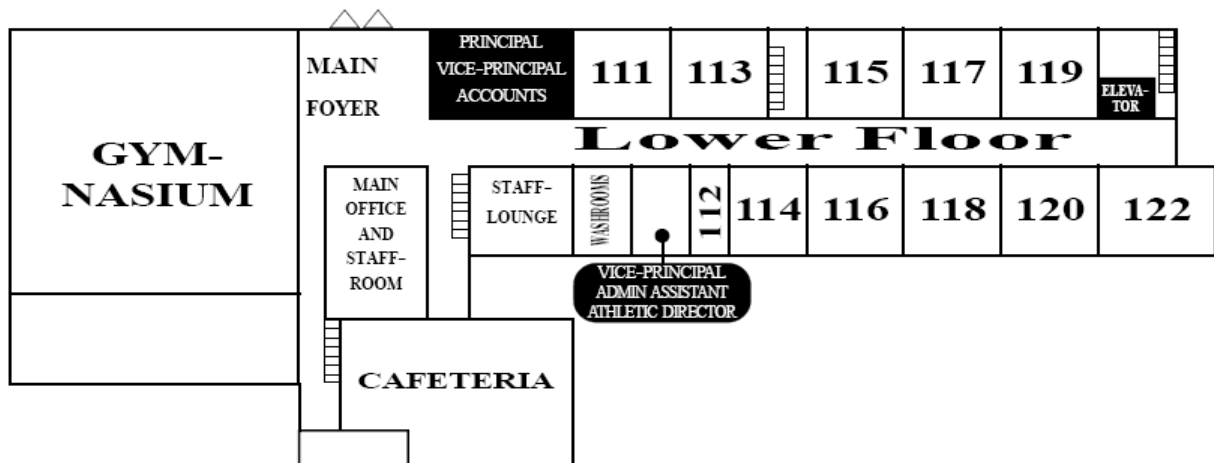 MAIN
FOYER
PRINCIPAL
VICE-PRINCIPAL
ACCOUNTS
111
113
115
117
119
ELEVA-
TOR
Lower Floor
GYM-
NASIUM
MAIN
OFFICE
AND
STAFF-
ROOM
STAFF-
LOUNGE
WASHROOMS
112
114
116
118
120
122
VICE-PRINCIPAL
ADMIN ASSISTANT
ATHLETIC DIRECTOR
CAFETERIA